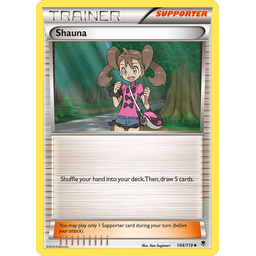 TRAINER SUPPORTER
Shauna
Shuffle your hand into your deck. Then, draw 5 cards.
You may play only 1 Supporter card during your turn (before
your attack).
Illus. Ken Sugimori 104/119